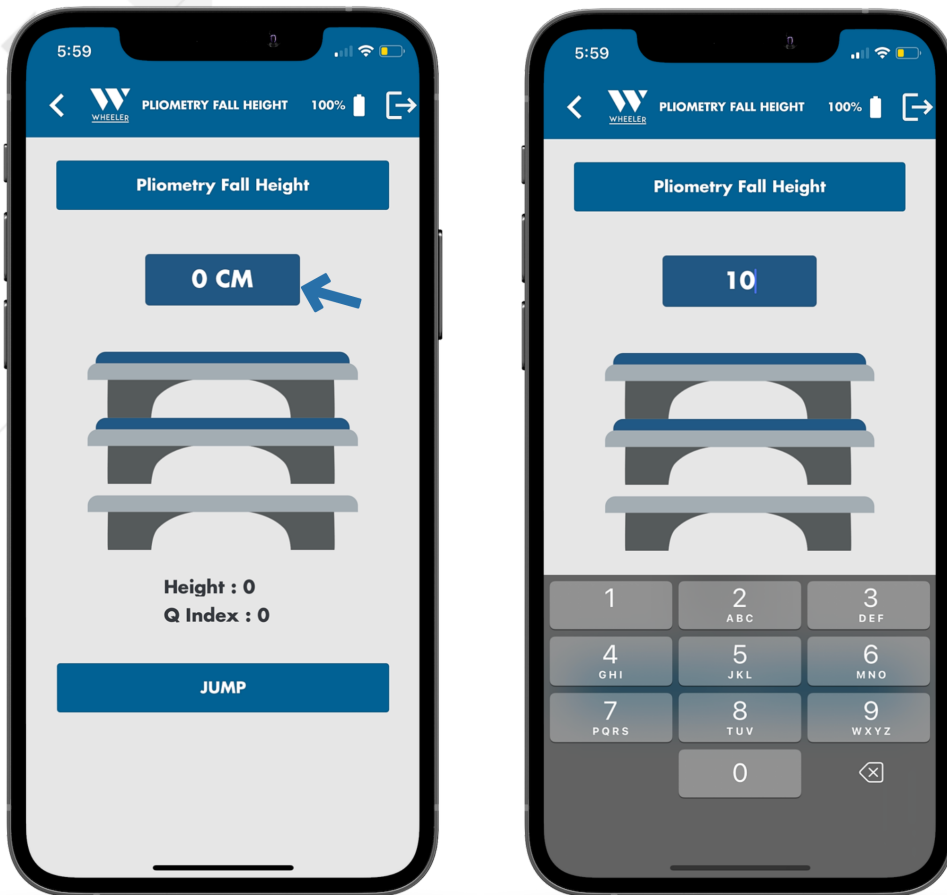 5:59
WHEELER
PLIOMETRY FALL HEIGHT 100%
Pliometry Fall Height
0 CM
Height : 0
Q Index : 0
JUMP
5:59
WHEELER
PLIOMETRY FALL HEIGHT 100%
Pliometry Fall Height
10
1 2 3
ABC DEF
4 5 6
GHI JKL MNO
7 8 9
PQRS TUV WXYZ
0